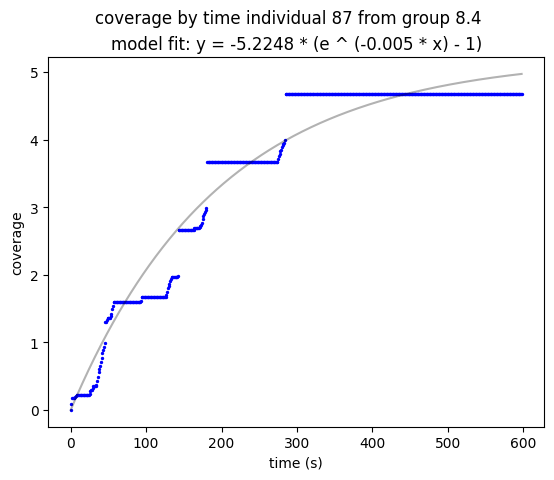 coverage by time individual 87 from group 8.4
model fit: y = -5.2248 * (e ^ (-0.005 * x) - 1)
5
4
3
2
1
0
coverage
0 100 200 300 400 500 600
time (s)